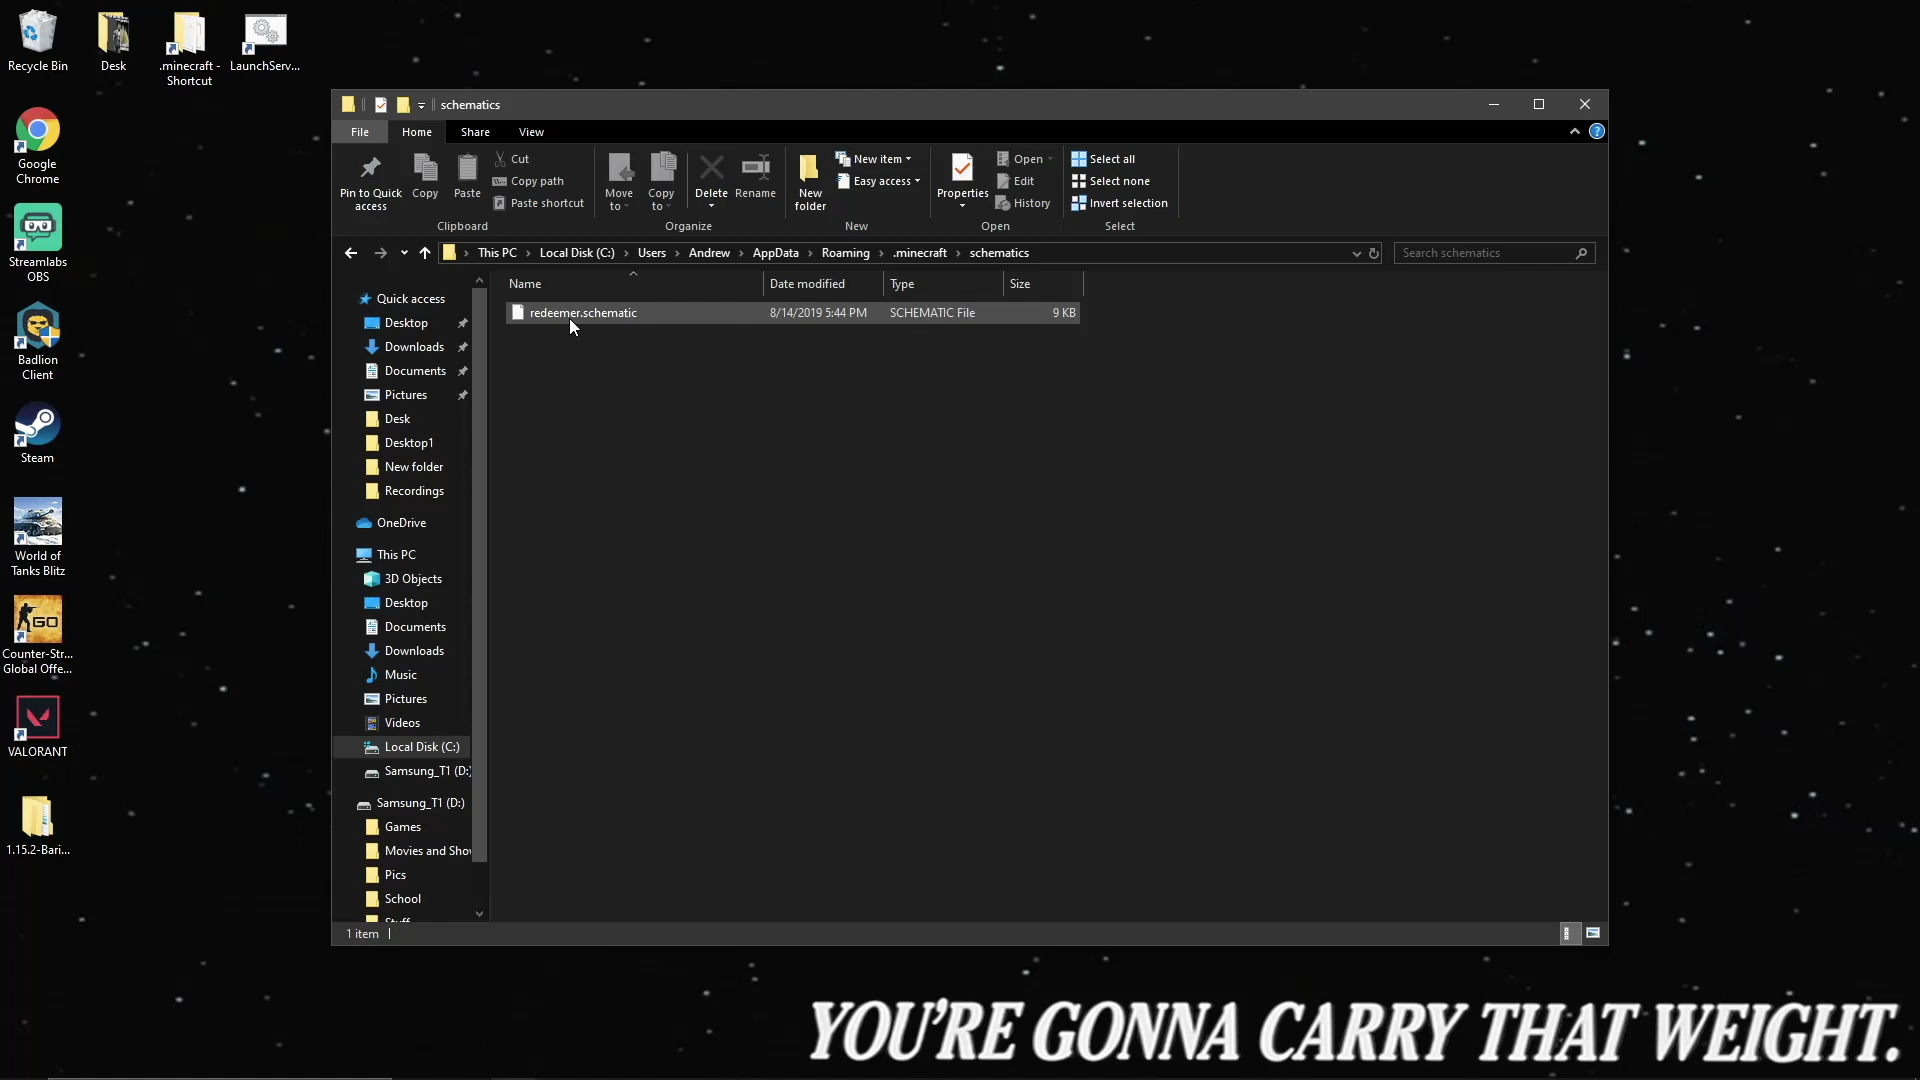 Recycle Bin
Desk
.minecraft -
Shortcut
LaunchServ...
Google
Chrome
Streamlabs
OBS
Badlion
Client
Steam
World of
Tanks Blitz
GO
Counter-Str...
Global Offe...
VALORANT
1.15.2-Bari...
schematics
File
Home
Share
View
?
Pin to Quick
access
Copy
Paste
Cut
Copy path
Paste shortcut
Clipboard
Move
to
Copy
to
Delete
Rename
Organize
New
folder
New item
Easy access
New
Properties
Open
Edit
History
Open
Select all
Select none
Invert selection
Select
This PC
Local Disk (C:)
Users
Andrew
AppData
Roaming
.minecraft
schematics
Search schematics
Name
Date modified
Type
Size
redeemer.schematic
8/14/2019 5:44 PM
SCHEMATIC File
9 KB
Quick access
Desktop
Downloads
Documents
Pictures
Desk
Desktop1
New folder
Recordings
OneDrive
This PC
3D Objects
Desktop
Documents
Downloads
Music
Pictures
Videos
Local Disk (C:)
Samsung_T1 (D:)
Samsung_T1 (D:)
Games
Movies and Sho
Pics
School
Stuff
1 item
YOU'RE GONNA CARRY THAT WEIGHT.